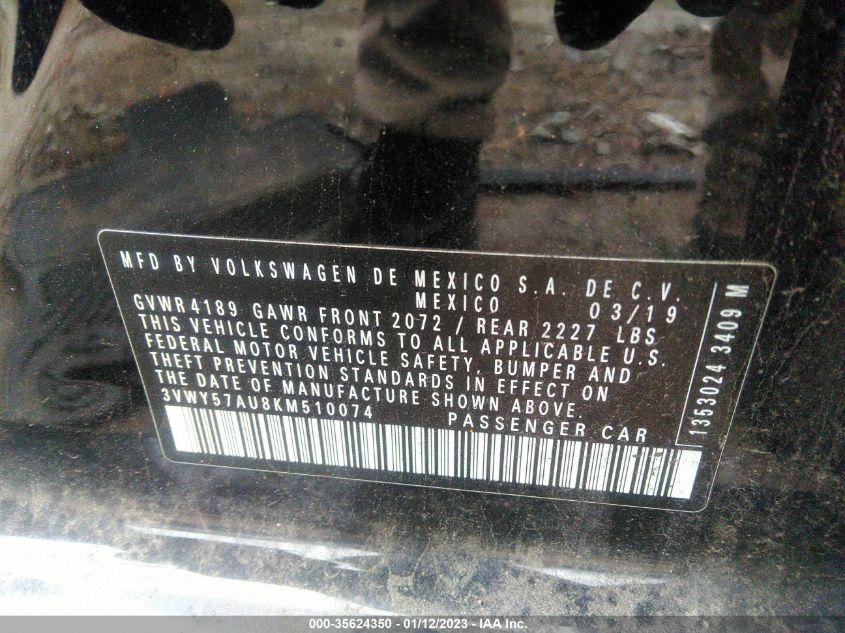 MFD BY VOLKSWAGEN DE MEXICO S.A. DE C.V.
MEXICO 03/19
GVWR4189 GAWR FRONT 2072 / REAR 2227 LBS
THIS VEHICLE CONFORMS TO ALL APPLICABLE U.S.
FEDERAL MOTOR VEHICLE SAFETY, BUMPER AND
THEFT PREVENTION STANDARDS IN EFFECT ON
THE DATE OF MANUFACTURE SHOWN ABOVE.
3VWY57AU8KM510074 PASSENGER CAR
1353024 3409 M
000-35624350 - 01/12/2023 - IAA Inc.